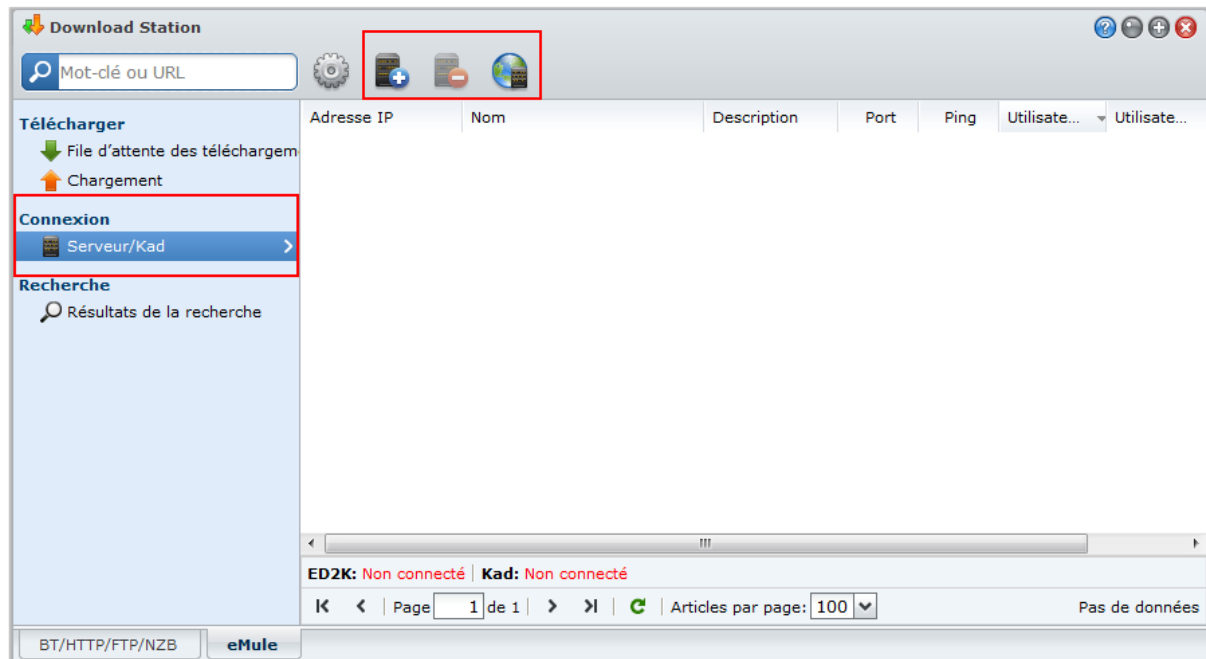 Download Station
Mot-clé ou URL
Télécharger
File d'attente des téléchargem
Chargement
Connexion
Serveur/Kad
Recherche
Résultats de la recherche
Adresse IP Nom Description Port Ping Utilisate... Utilisate...
ED2K: Non connecté Kad: Non connecté
Page 1 de 1 Articles par page: 100 Pas de données
BT/HTTP/FTP/NZB eMule